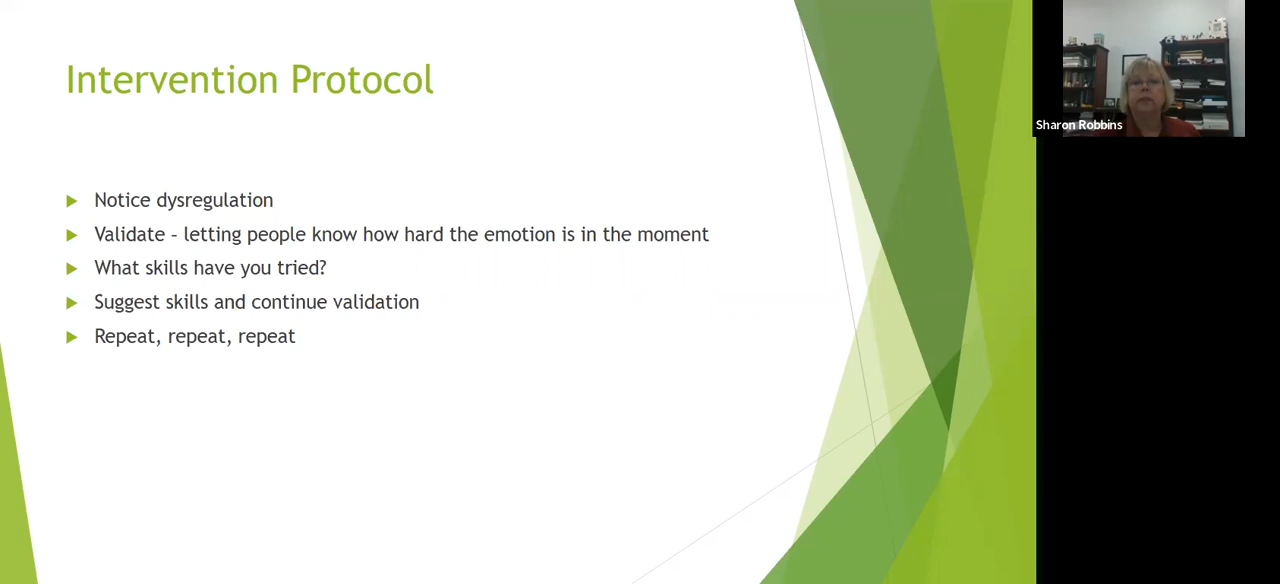 Intervention Protocol
Notice dysregulation
Validate – letting people know how hard the emotion is in the moment
What skills have you tried?
Suggest skills and continue validation
Repeat, repeat, repeat
Sharon Robbins